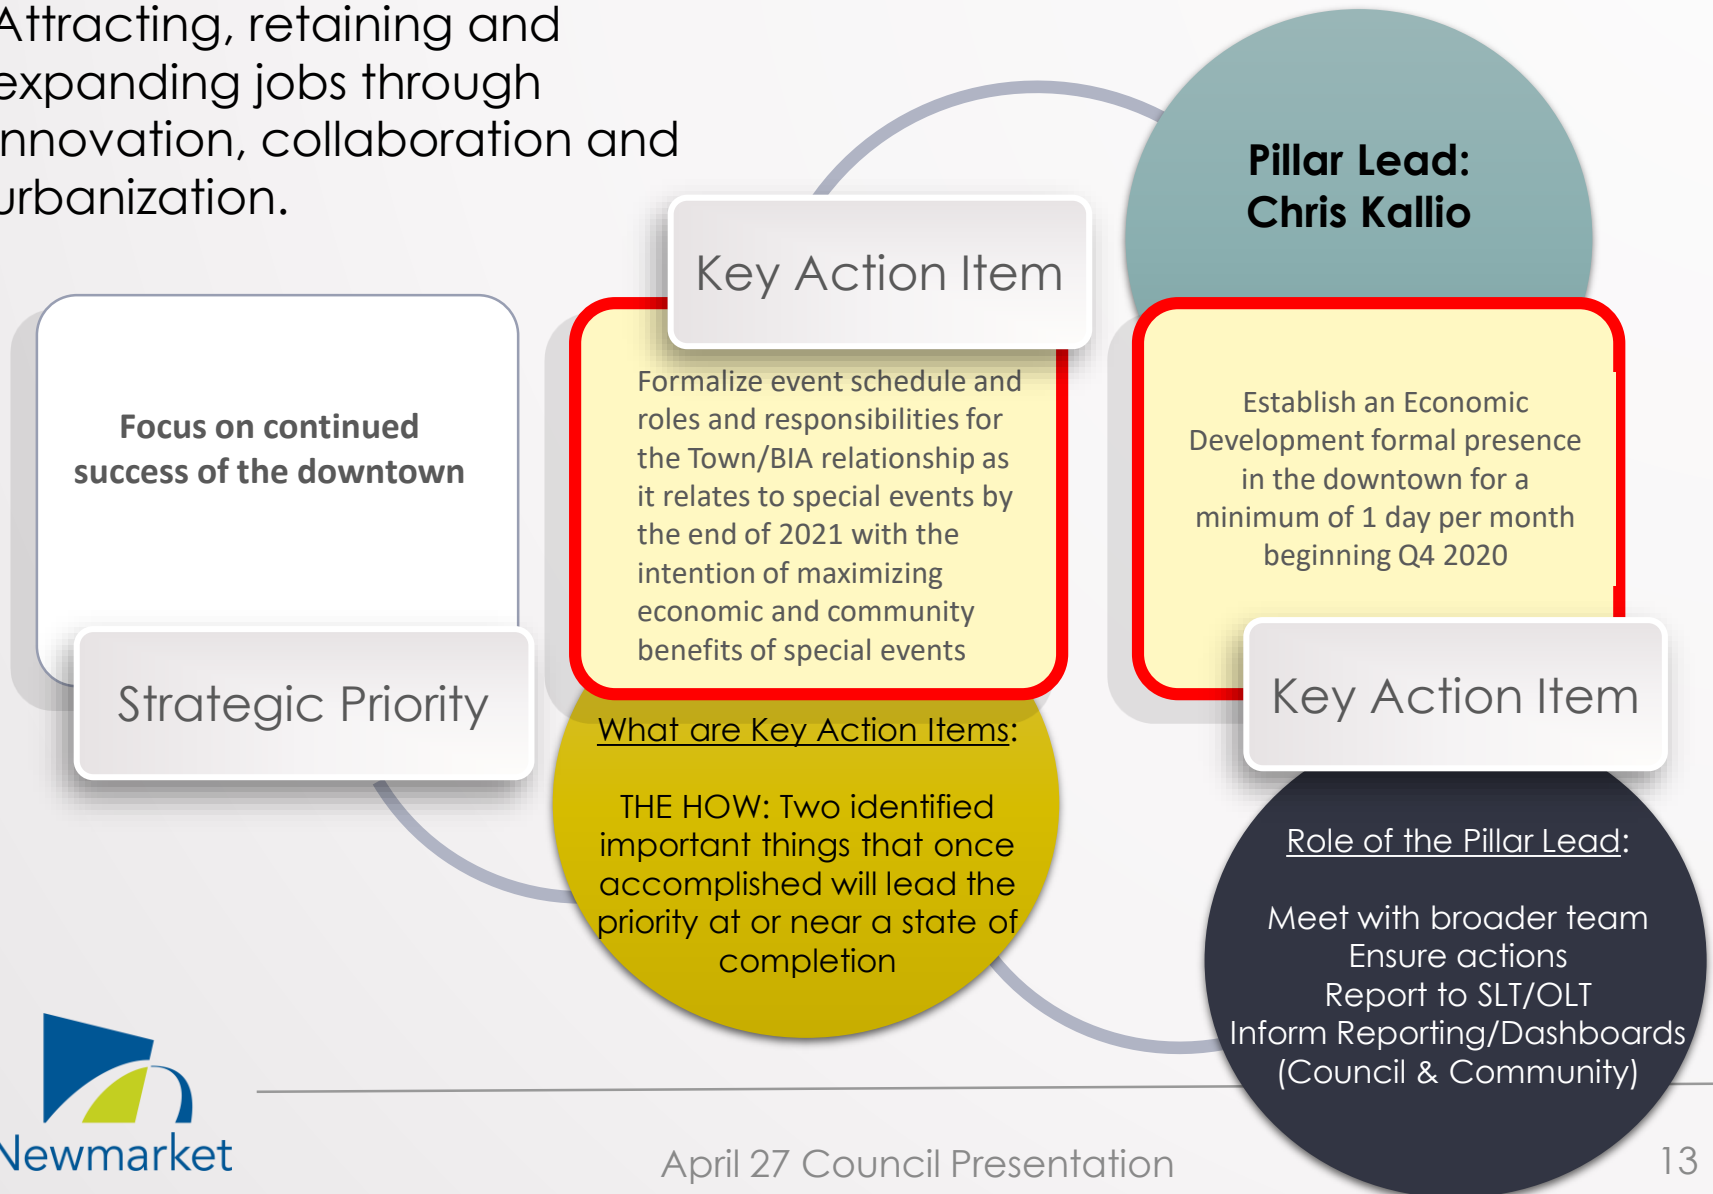 Attracting, retaining and
expanding jobs through
innovation, collaboration and
urbanization.
Pillar Lead:
Chris Kallio
Key Action Item
Focus on continued
success of the downtown
Strategic Priority
Formalize event schedule and
roles and responsibilities for
the Town/BIA relationship as
it relates to special events by
the end of 2021 with the
intention of maximizing
economic and community
benefits of special events
Establish an Economic
Development formal presence
in the downtown for a
minimum of 1 day per month
beginning Q4 2020
Key Action Item
What are Key Action Items:
THE HOW: Two identified
important things that once
accomplished will lead the
priority at or near a state of
completion
Role of the Pillar Lead:
Meet with broader team
Ensure actions
Report to SLT/OLT
Inform Reporting/Dashboards
(Council & Community)
Newmarket
April 27 Council Presentation
13